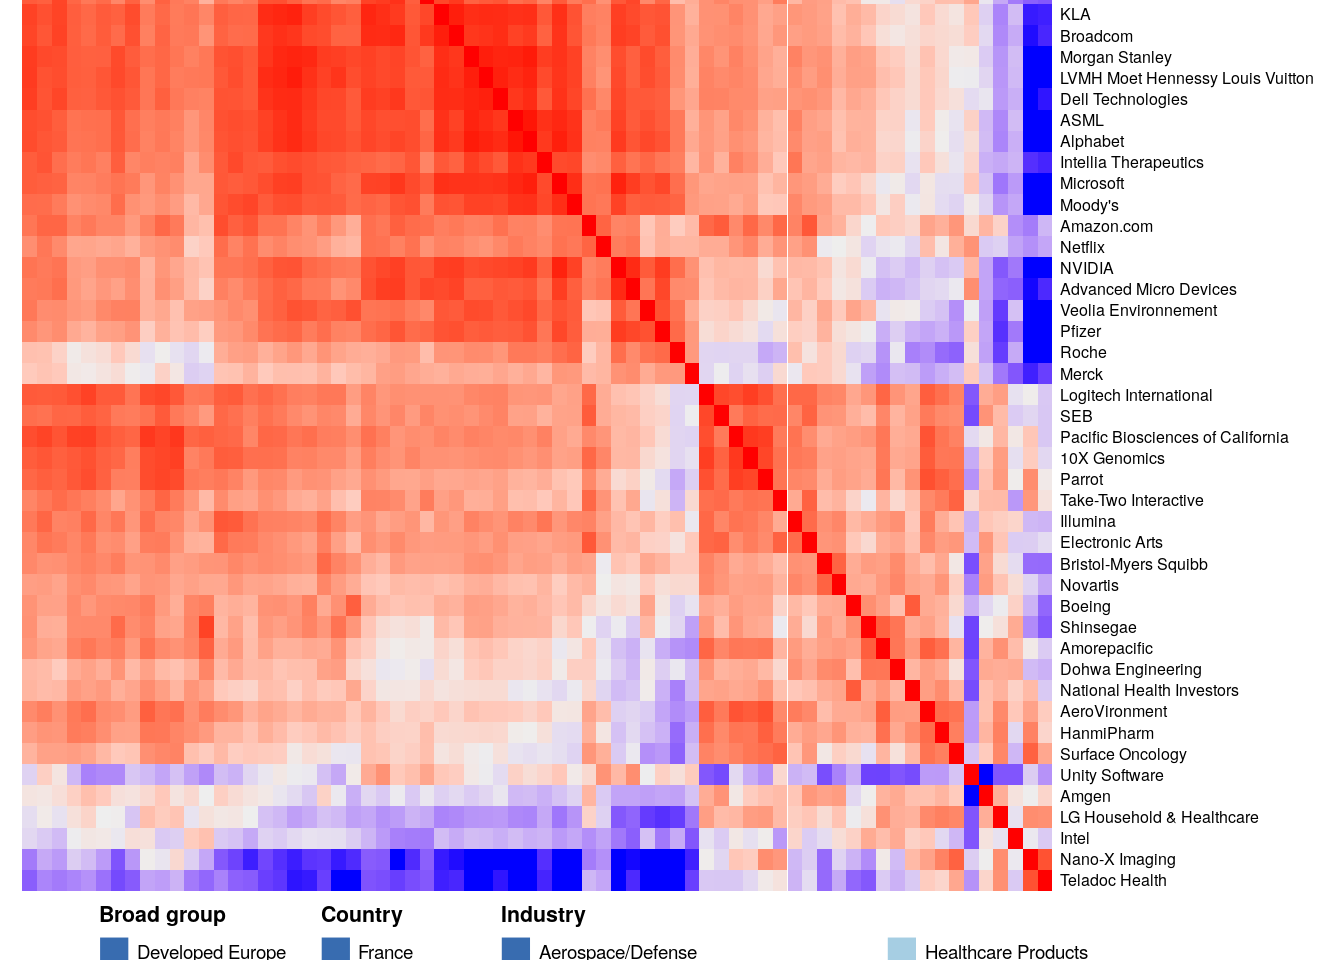 KLA
Broadcom
Morgan Stanley
LVMH Moet Hennessy Louis Vuitton
Dell Technologies
ASML
Alphabet
Intellia Therapeutics
Microsoft
Moody's
Amazon.com
Netflix
NVIDIA
Advanced Micro Devices
Veolia Environnement
Pfizer
Roche
Merck
Logitech International
SEB
Pacific Biosciences of California
10X Genomics
Parrot
Take-Two Interactive
Illumina
Electronic Arts
Bristol-Myers Squibb
Novartis
Boeing
Shinsegae
Amorepacific
Dohwa Engineering
National Health Investors
AeroVironment
HanmiPharm
Surface Oncology
Unity Software
Amgen
LG Household & Healthcare
Intel
Nano-X Imaging
Teladoc Health
Broad group Country Industry
Developed Europe France Aerospace/Defense Healthcare Products